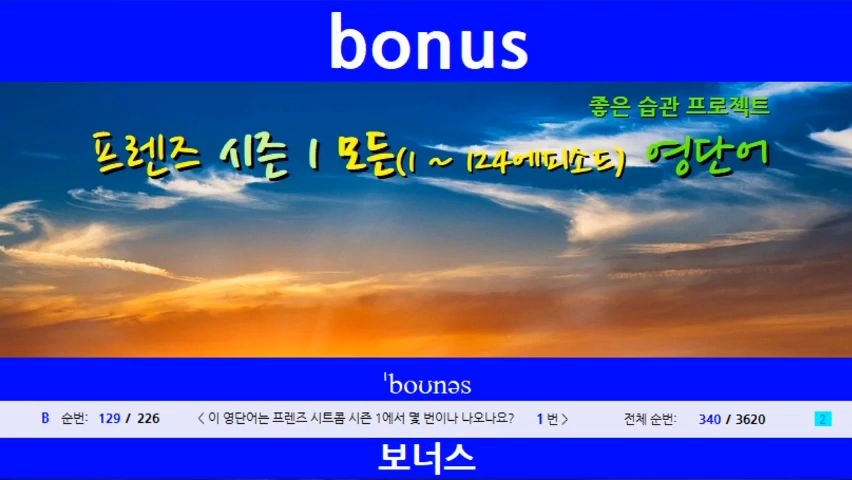 bonus
좋은 습관 프로젝트
프렌즈 시즌 1 모든(1 ~ 124에피소드) 영단어
ˈboʊnəs
B 순번: 129 / 226 < 이 영단어는 프렌즈 시트콤 시즌 1에서 몇 번이나 나오나요? 1 번 > 전체 순번: 340 / 3620 2
보너스